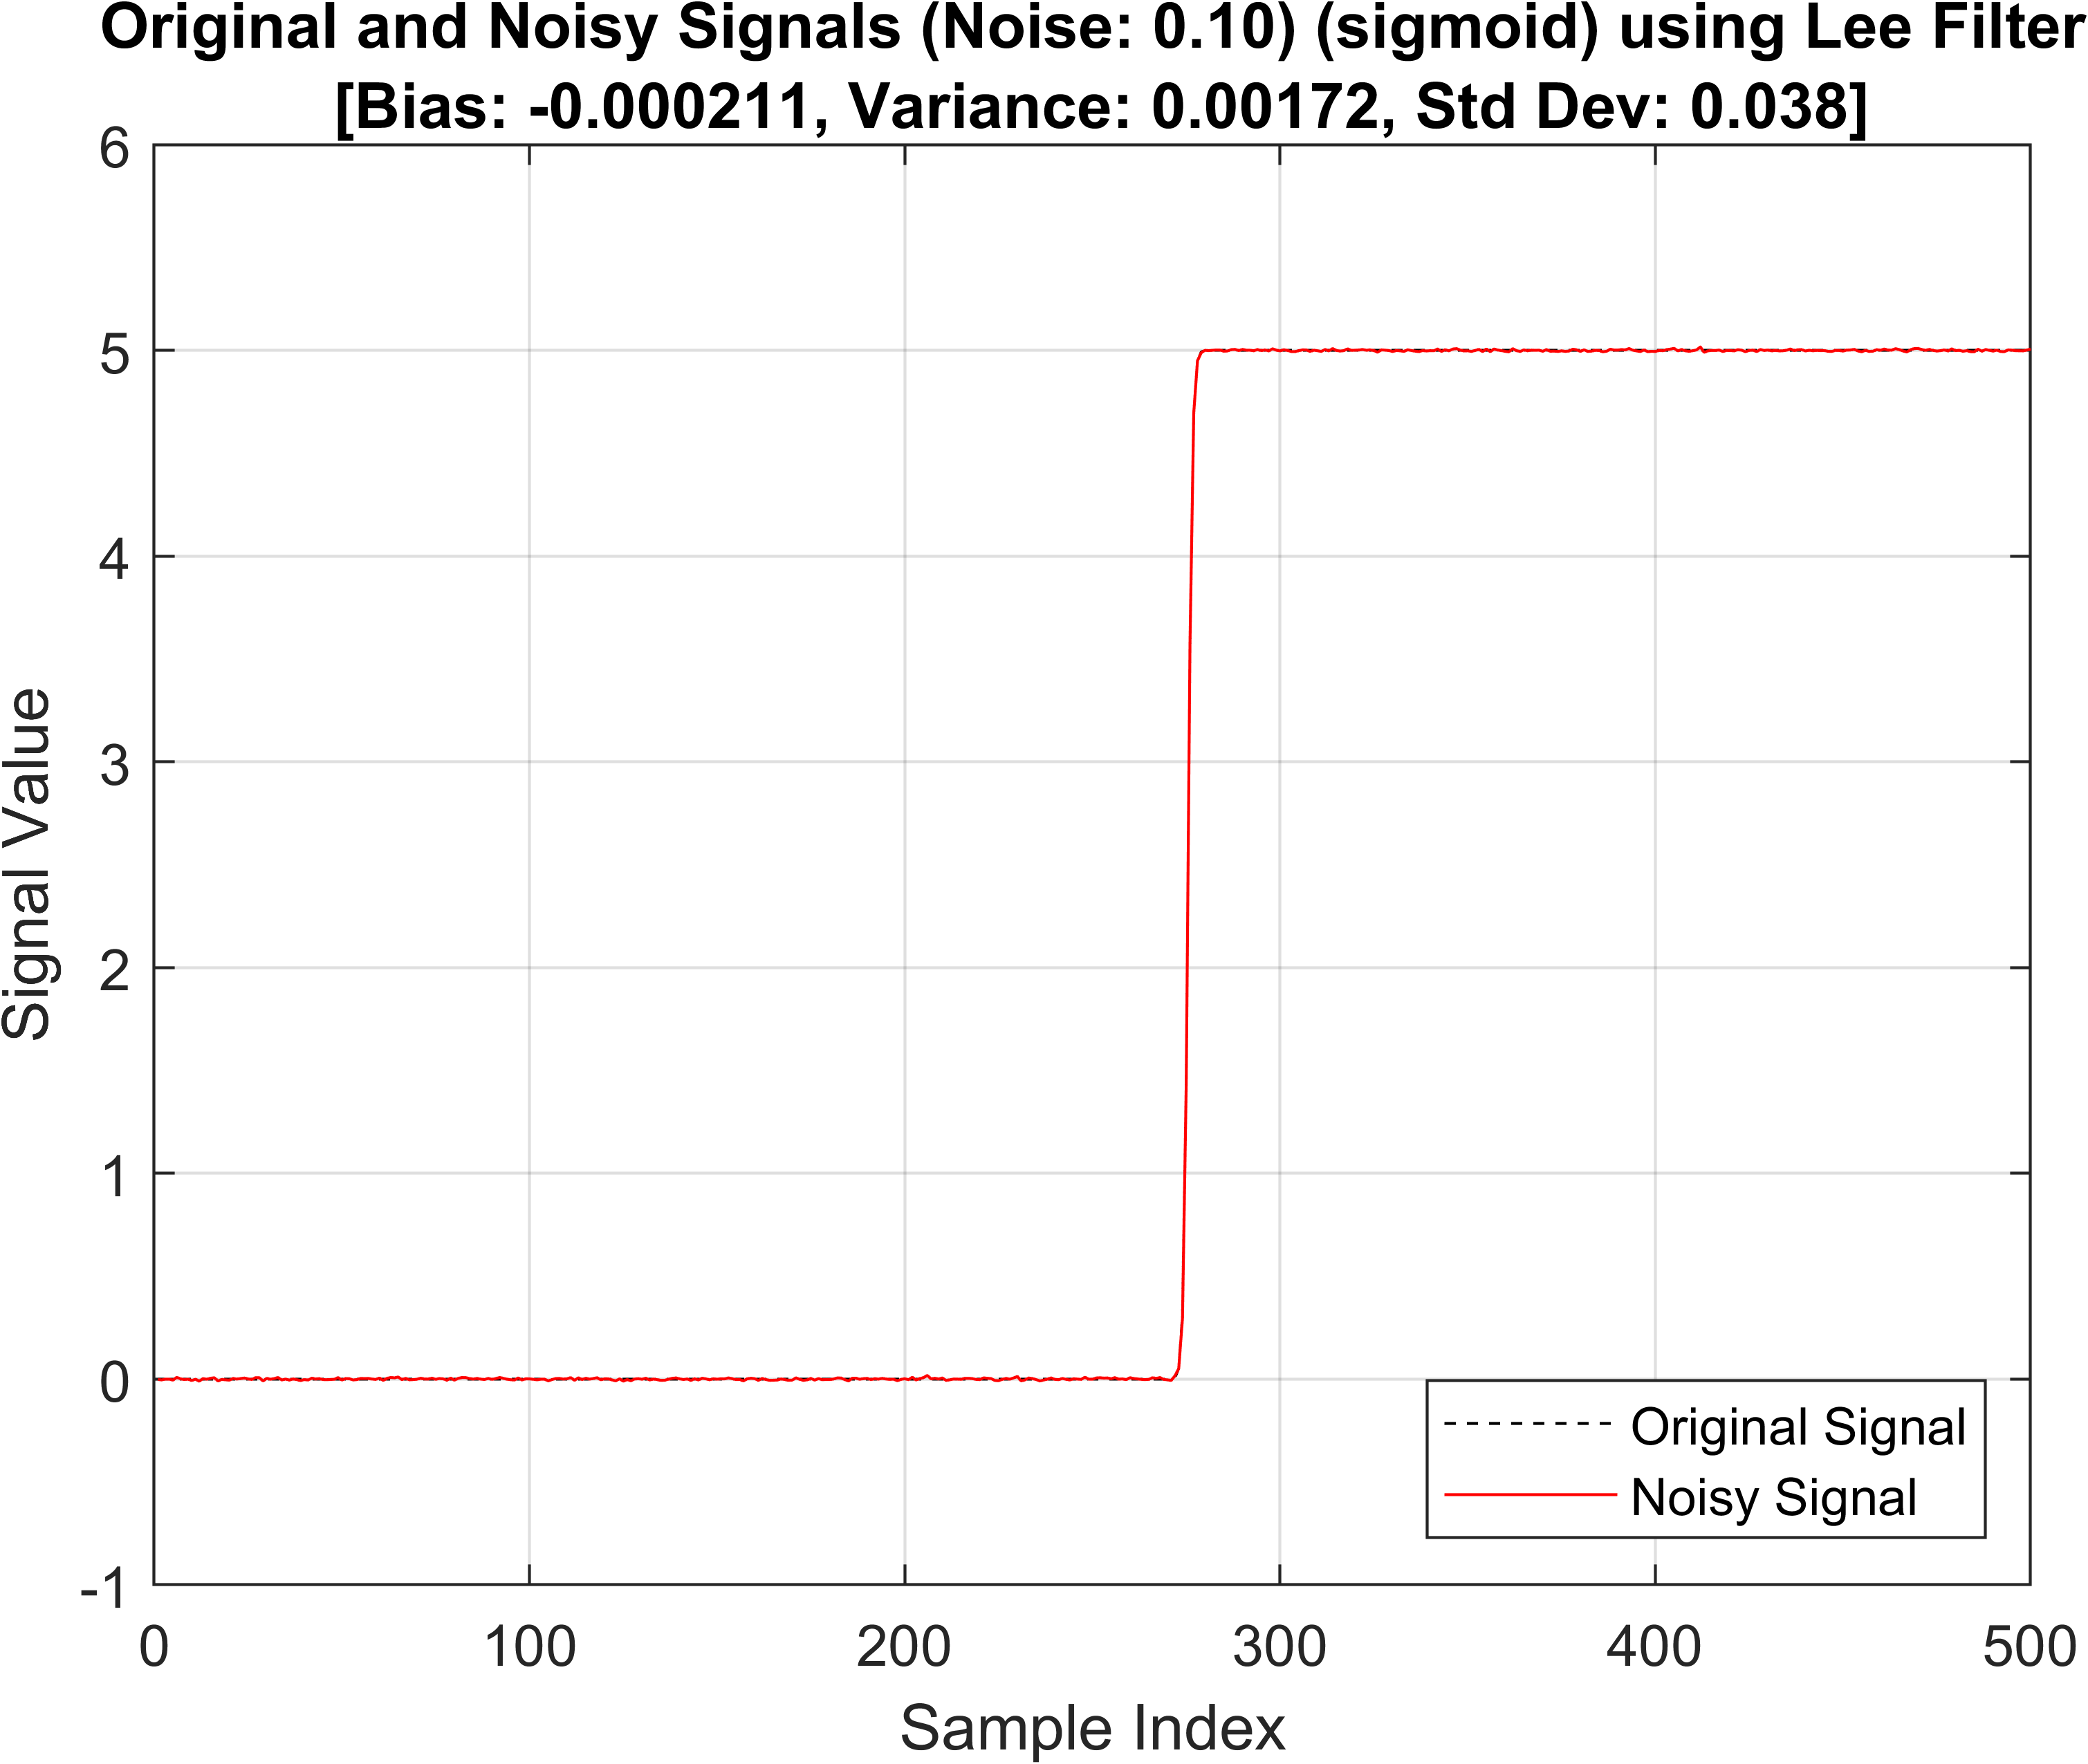 Original and Noisy Signals (Noise: 0.10) (sigmoid) using Lee Filter
[Bias: -0.000211, Variance: 0.00172, Std Dev: 0.038]
6
5
4
3
2
1
0
-1
Signal Value
Original Signal
Noisy Signal
0 100 200 300 400 500
Sample Index